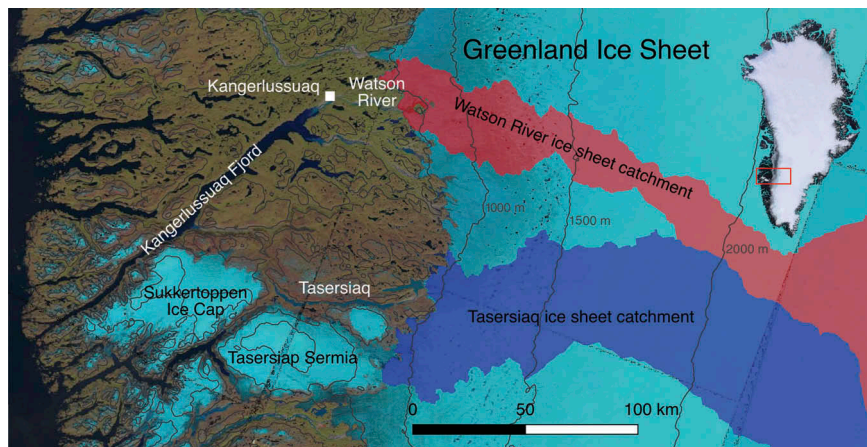 Greenland Ice Sheet
Kangerlussuaq
Watson
River
Watson River ice sheet catchment
Kangerlussuaq Fjord
1000 m
1500 m
2000 m
Sukkertoppen
Ice Cap
Tasersiaq
Tasersiaq ice sheet catchment
Tasersiap Sermia
0
50
100 km